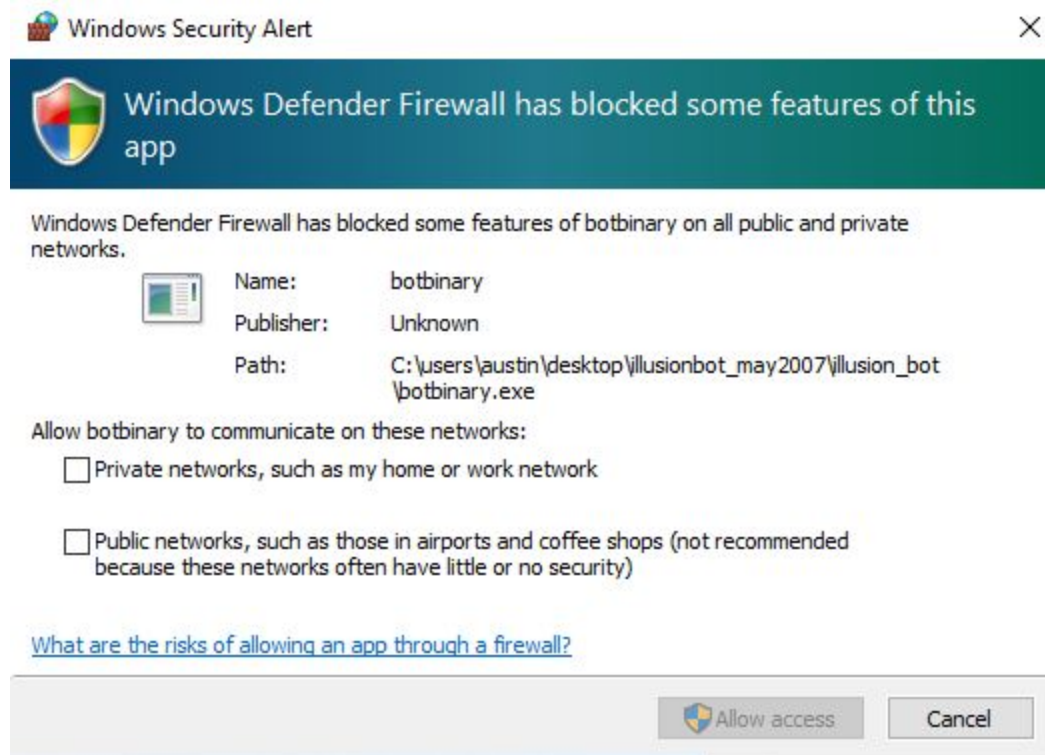 Windows Security Alert
Windows Defender Firewall has blocked some features of this
app
Windows Defender Firewall has blocked some features of botbinary on all public and private
networks.
Name: botbinary
Publisher: Unknown
Path: C:\users\austin\desktop\illusionbot_may2007\illusion_bot
\botbinary.exe
Allow botbinary to communicate on these networks:
Private networks, such as my home or work network
Public networks, such as those in airports and coffee shops (not recommended
because these networks often have little or no security)
What are the risks of allowing an app through a firewall?
Allow access Cancel